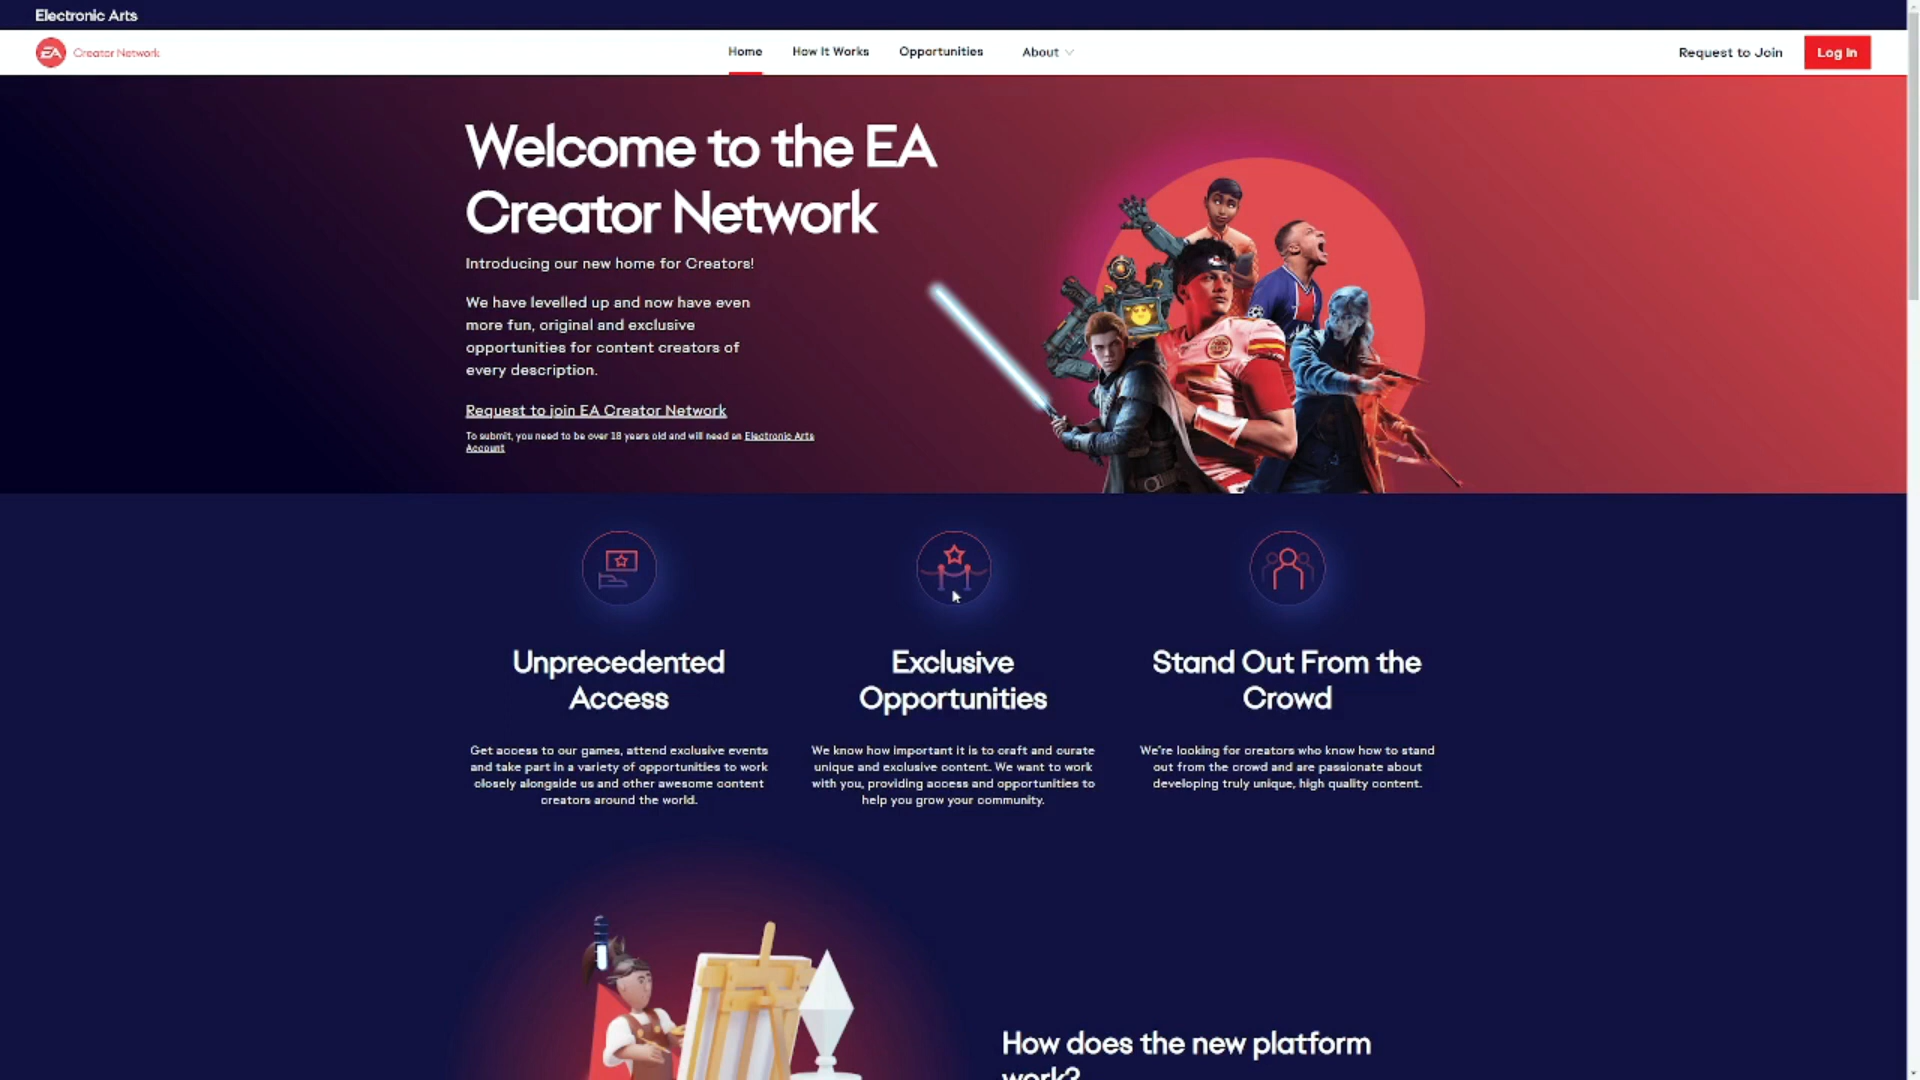 Electronic Arts
EA Creator Network
Home How It Works Opportunities About
Request to Join Log In
Welcome to the EA
Creator Network
Introducing our new home for Creators!
We have levelled up and now have even
more fun, original and exclusive
opportunities for content creators of
every description.
Request to join EA Creator Network
To submit, you need to be over 18 years old and will need an Electronic Arts
Account
Unprecedented
Access
Get access to our games, attend exclusive events
and take part in a variety of opportunities to work
closely alongside us and other awesome content
creators around the world.
Exclusive
Opportunities
We know how important it is to craft and curate
unique and exclusive content. We want to work
with you, providing access and opportunities to
help you grow your community.
Stand Out From the
Crowd
We're looking for creators who know how to stand
out from the crowd and are passionate about
developing truly unique, high quality content.
How does the new platform
work?